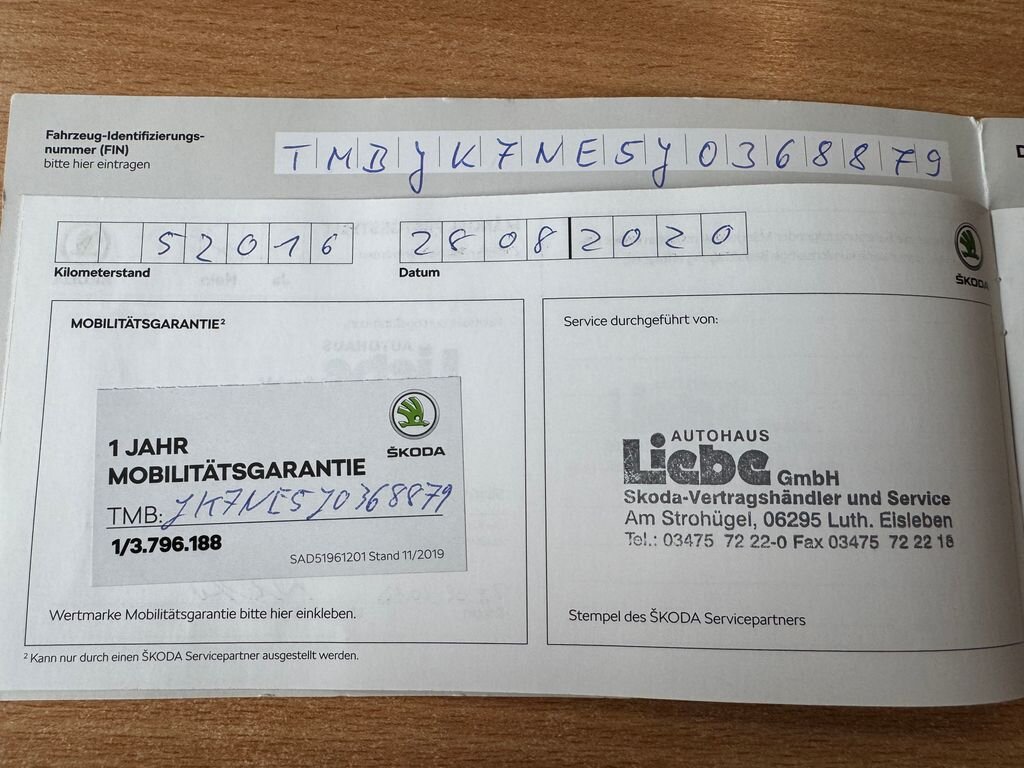 Fahrzeug-Identifizierungs-
nummer (FIN)
bitte hier eintragen
TMBJK7NE5J0368879
52016
Kilometerstand
28 08 2020
Datum
ŠKODA
MOBILITÄTSGARANTIE²
1 JAHR
MOBILITÄTSGARANTIE
ŠKODA
TMB: JK7NE5J0368879
1/3.796.188
SAD51961201 Stand 11/2019
Wertmarke Mobilitätsgarantie bitte hier einkleben.
Service durchgeführt von:
AUTOHAUS
Liebe GmbH
Skoda-Vertragshändler und Service
Am Strohügel, 06295 Luth. Eisleben
Tel.: 03475 72 22-0 Fax 03475 72 22 18
Stempel des ŠKODA Servicepartners
² Kann nur durch einen ŠKODA Servicepartner ausgestellt werden.